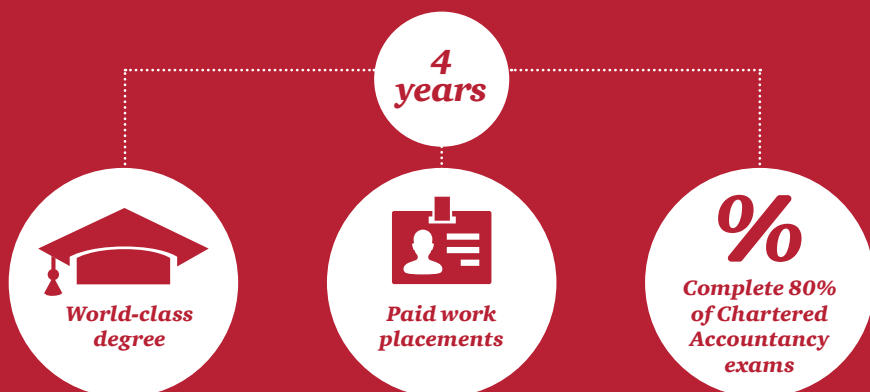 4
years
World-class
degree
Paid work
placements
%
Complete 80%
of Chartered
Accountancy
exams